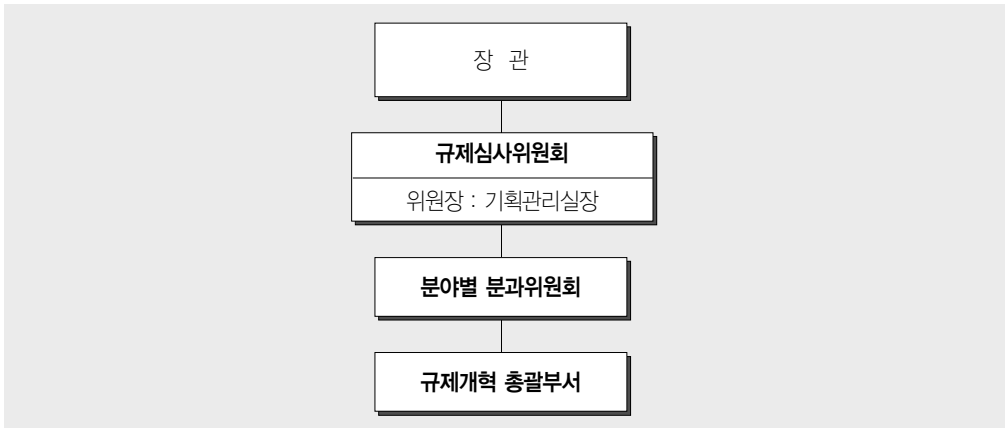 장 관
규제심사위원회
위원장 : 기획관리실장
분야별 분과위원회
규제개혁 총괄부서